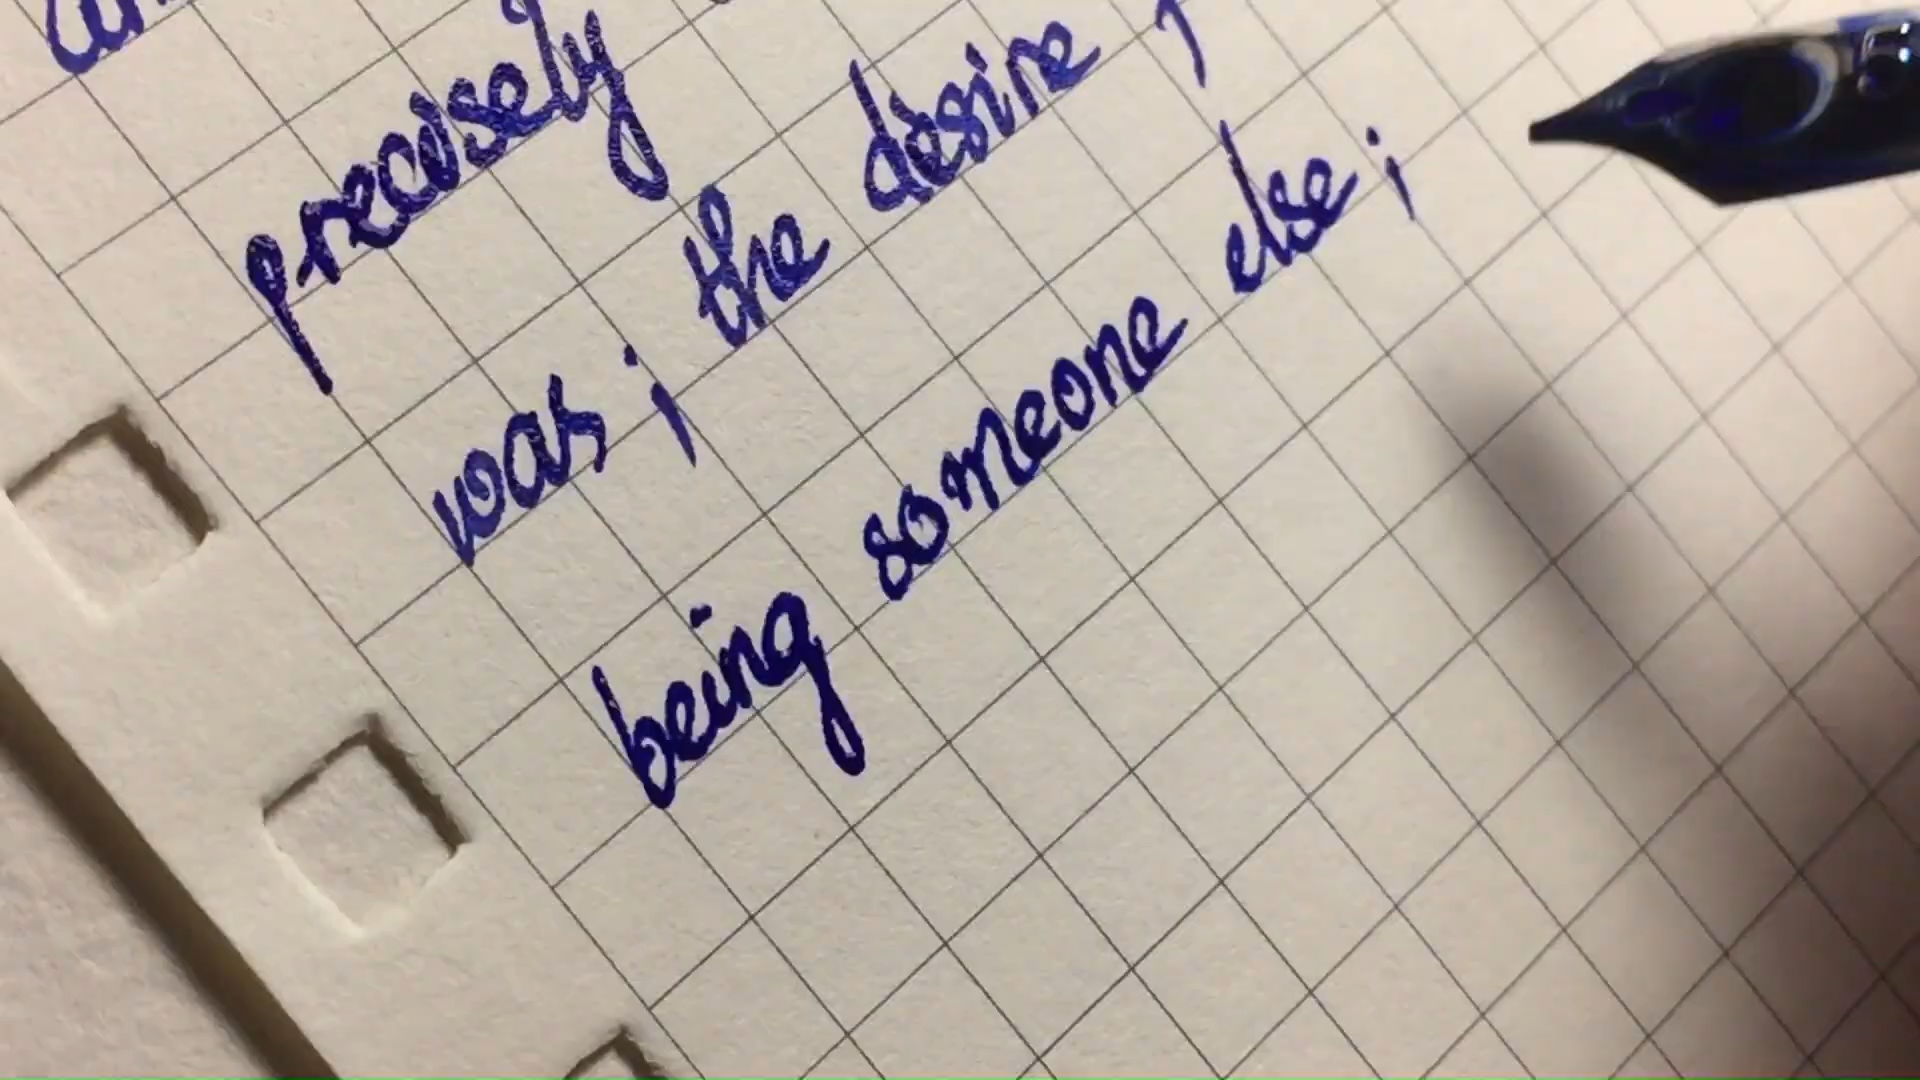 precisely
was ; the desire ;
being someone else ;